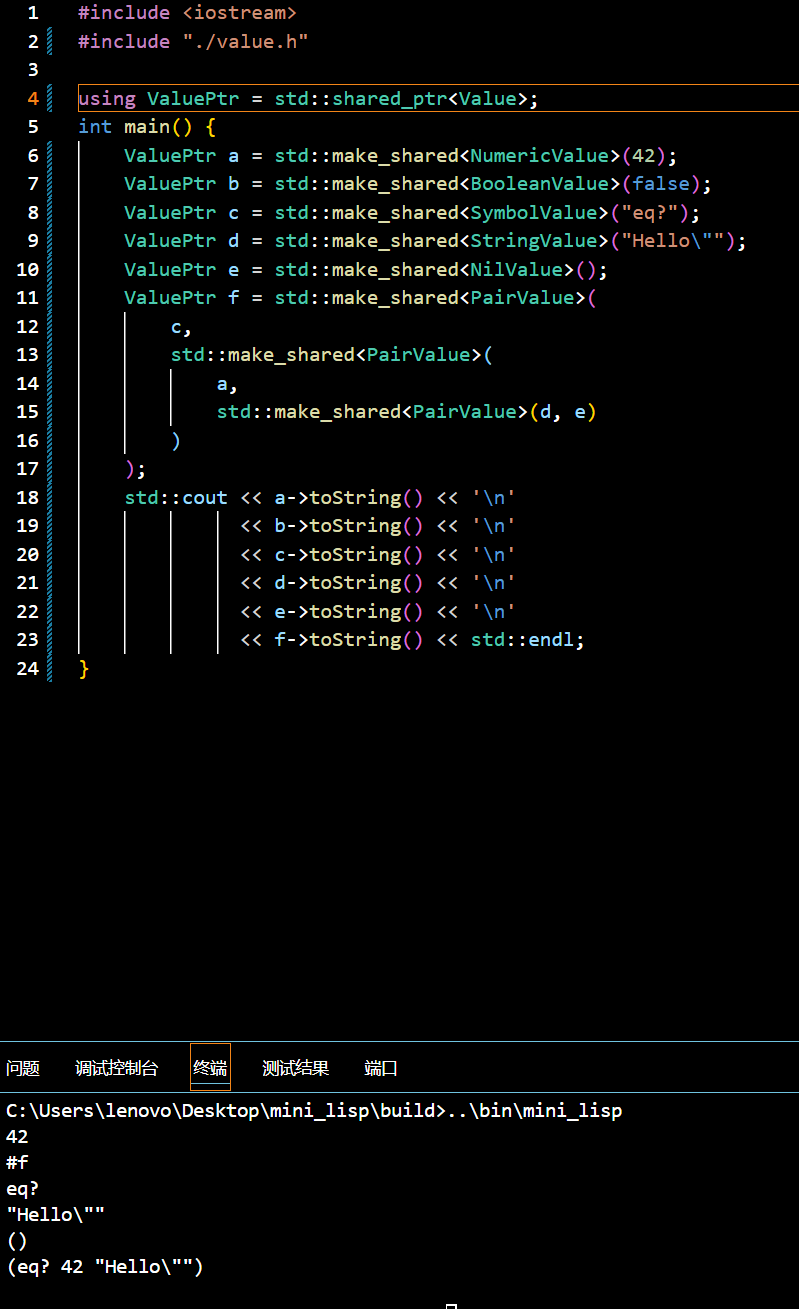 1 #include <iostream>
2 #include "./value.h"
3
4 using ValuePtr = std::shared_ptr<Value>;
5 int main() {
6     ValuePtr a = std::make_shared<NumericValue>(42);
7     ValuePtr b = std::make_shared<BooleanValue>(false);
8     ValuePtr c = std::make_shared<SymbolValue>("eq?");
9     ValuePtr d = std::make_shared<StringValue>("Hello\"");
10     ValuePtr e = std::make_shared<NilValue>();
11     ValuePtr f = std::make_shared<PairValue>(
12         c,
13         std::make_shared<PairValue>(
14             a,
15             std::make_shared<PairValue>(d, e)
16         )
17     );
18     std::cout << a->toString() << '\n'
19               << b->toString() << '\n'
20               << c->toString() << '\n'
21               << d->toString() << '\n'
22               << e->toString() << '\n'
23               << f->toString() << std::endl;
24 }
问题 调试控制台 终端 测试结果 端口
C:\Users\lenovo\Desktop\mini_lisp\build>..\bin\mini_lisp
42
#f
eq?
"Hello\""
()
(eq? 42 "Hello\"")